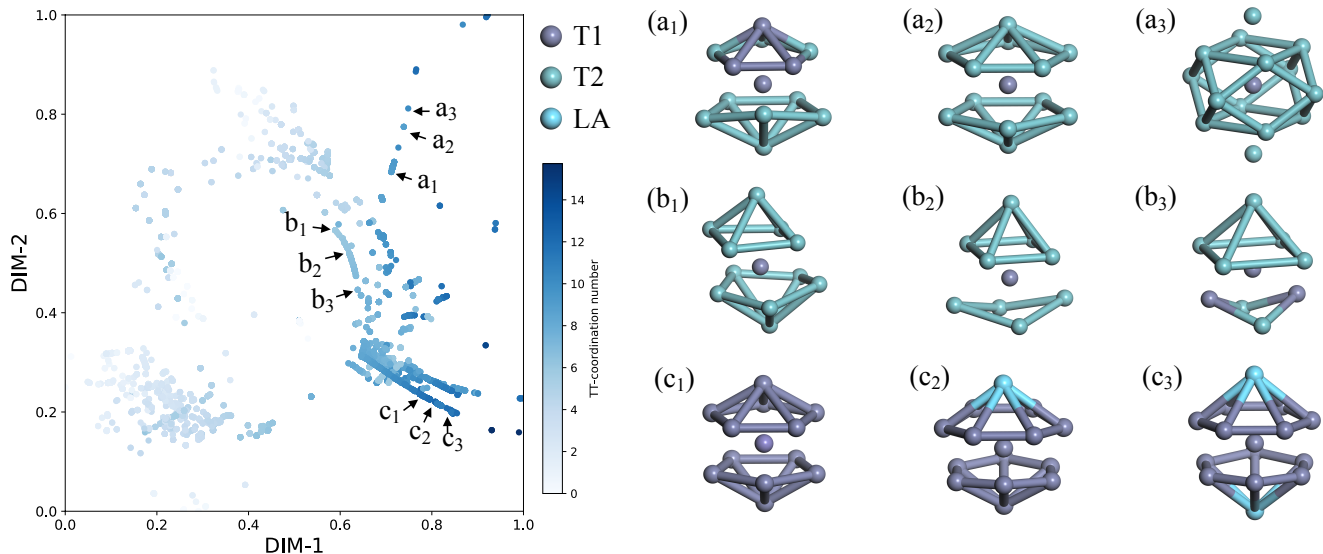 1.0
0.8
0.6
0.4
0.2
0.0
DIM-2
0.0 0.2 0.4 0.6 0.8 1.0
DIM-1
a₃
a₂
a₁
b₁
b₂
b₃
c₁
c₂
c₃
T1
T2
LA
14
12
10
8
6
4
2
0
TT-coordination number
(a₁) (a₂) (a₃)
(b₁) (b₂) (b₃)
(c₁) (c₂) (c₃)